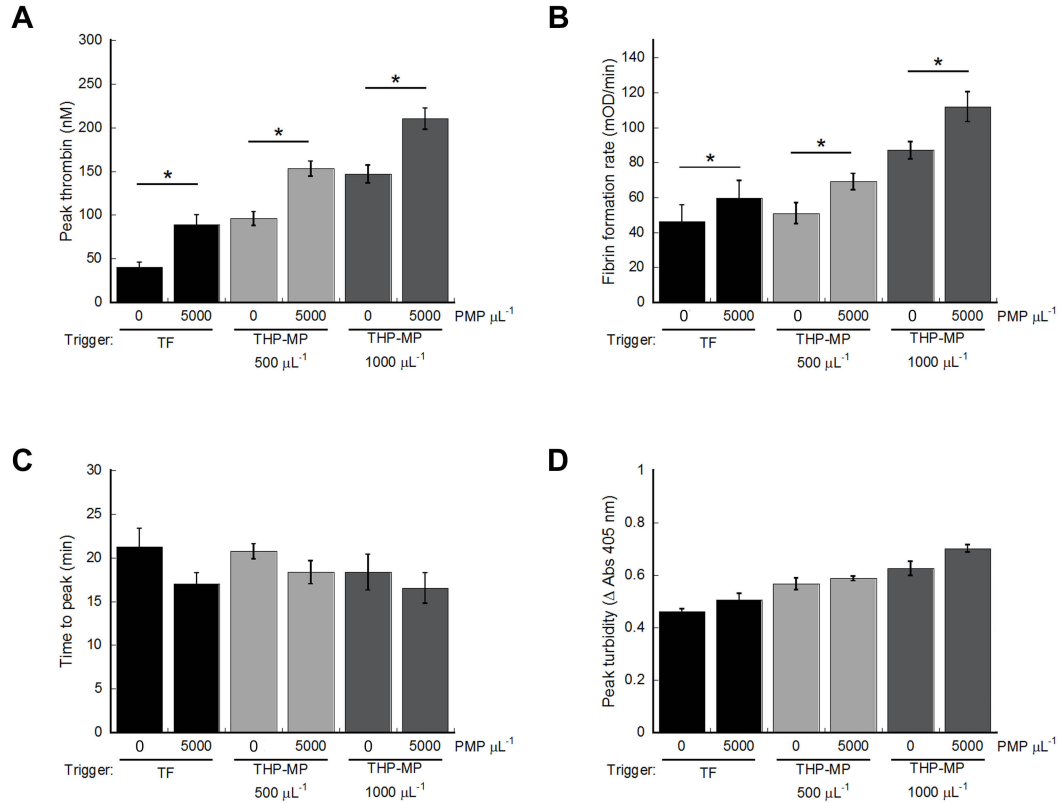 A
Peak thrombin (nM)
300
250
200
150
100
50
0
*
*
*
0 5000 0 5000 0 5000 PMP μL-1
Trigger: TF THP-MP THP-MP
500 μL-1 1000 μL-1
B
Fibrin formation rate (mOD/min)
140
120
100
80
60
40
20
0
*
*
*
0 5000 0 5000 0 5000 PMP μL-1
Trigger: TF THP-MP THP-MP
500 μL-1 1000 μL-1
C
Time to peak (min)
30
25
20
15
10
5
0
0 5000 0 5000 0 5000 PMP μL-1
Trigger: TF THP-MP THP-MP
500 μL-1 1000 μL-1
D
Peak turbidity (Δ Abs 405 nm)
1
0.8
0.6
0.4
0.2
0
0 5000 0 5000 0 5000 PMP μL-1
Trigger: TF THP-MP THP-MP
500 μL-1 1000 μL-1